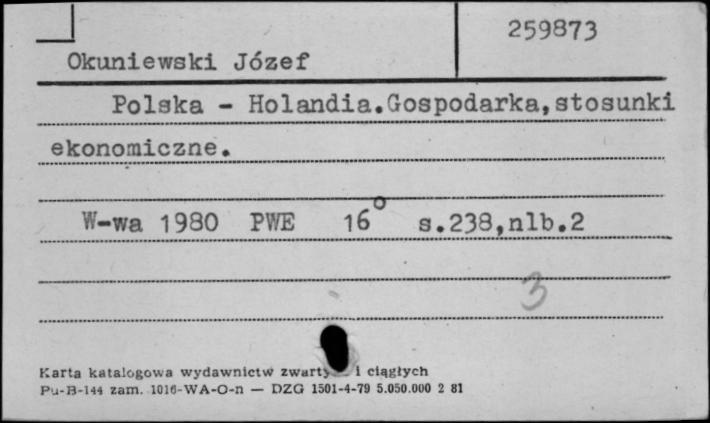 259873
Okuniewski Józef
Polska - Holandia.Gospodarka,stosunki
ekonomiczne.
W-wa 1980 PWE 16° s.238,nlb.2
3
Karta katalogowa wydawnictw i ciągłych
Pu-B-144 zam. 1016-WA-O-n — DZG 1501-4-79 5.050.000 2 81